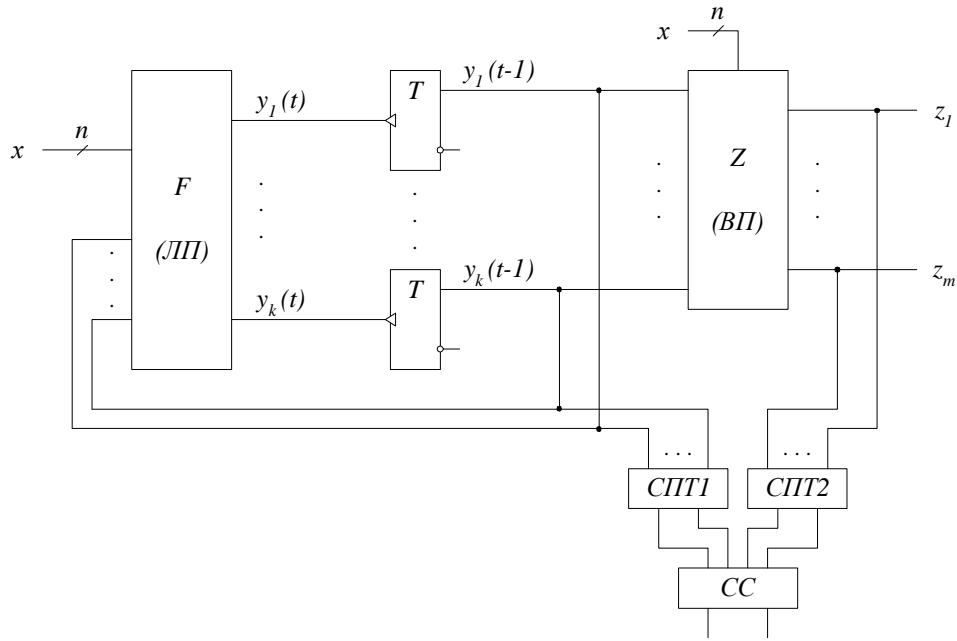 x n
T y₁(t-1)
y₁(t)
x n
F
(ЛП)
Z
(ВП)
z₁
T yₖ(t-1)
yₖ(t)
zₘ
. . . . . .
СПТ1 СПТ2
СС